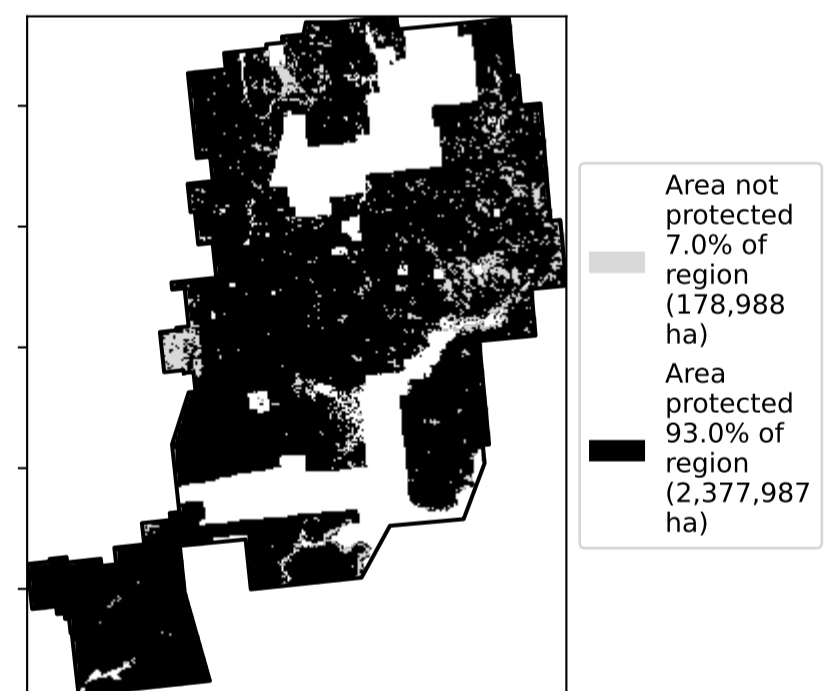 Area not
protected
7.0% of
region
(178,988
ha)
Area
protected
93.0% of
region
(2,377,987
ha)